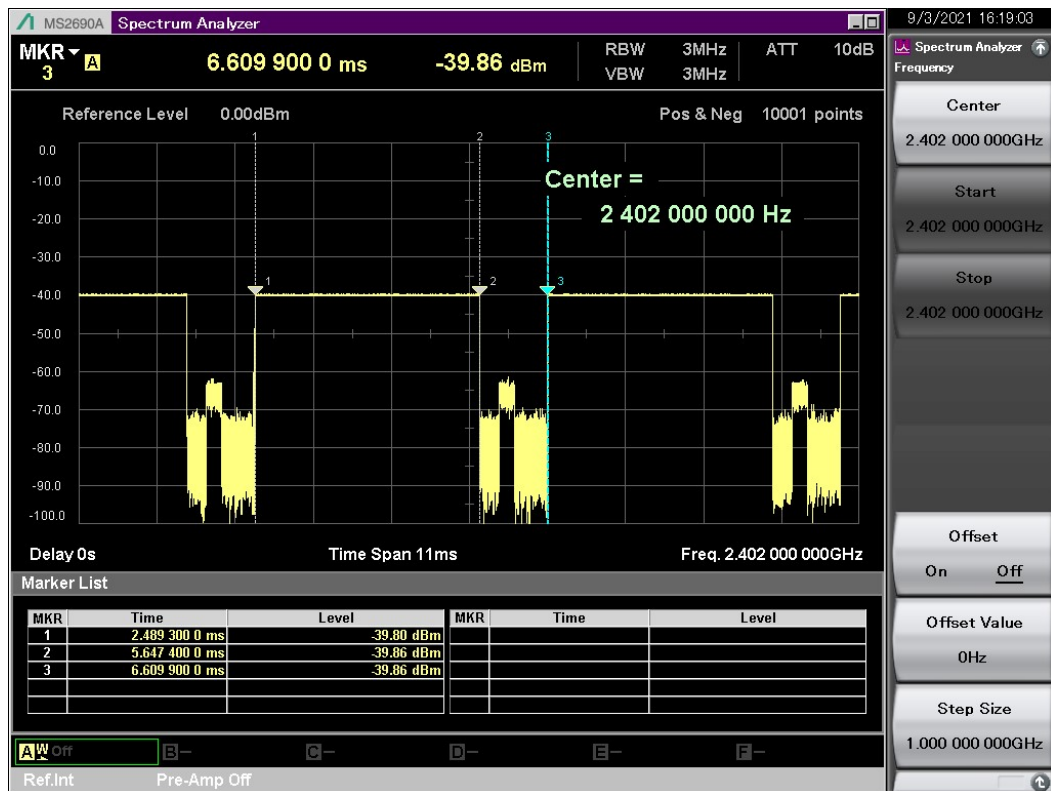 MS2690A Spectrum Analyzer
9/3/2021 16:19:03
MKR A 6.609 900 0 ms -39.86 dBm RBW 3MHz ATT 10dB
3 VBW 3MHz
Spectrum Analyzer
Frequency
Reference Level 0.00dBm Pos & Neg 10001 points
1 2 3
0.0
-10.0
-20.0
-30.0
-40.0
-50.0
-60.0
-70.0
-80.0
-90.0
-100.0
Center =
2 402 000 000 Hz
1 2 3
Delay 0s Time Span 11ms Freq. 2.402 000 000GHz
Marker List
MKR Time Level MKR Time Level
1 2.489 300 0 ms -39.80 dBm
2 5.647 400 0 ms -39.86 dBm
3 6.609 900 0 ms -39.86 dBm
A W Off B- C- D- E- F-
Ref.Int Pre-Amp Off
Center
2.402 000 000GHz
Start
2.402 000 000GHz
Stop
2.402 000 000GHz
Offset
On Off
Offset Value
0Hz
Step Size
1.000 000 000GHz